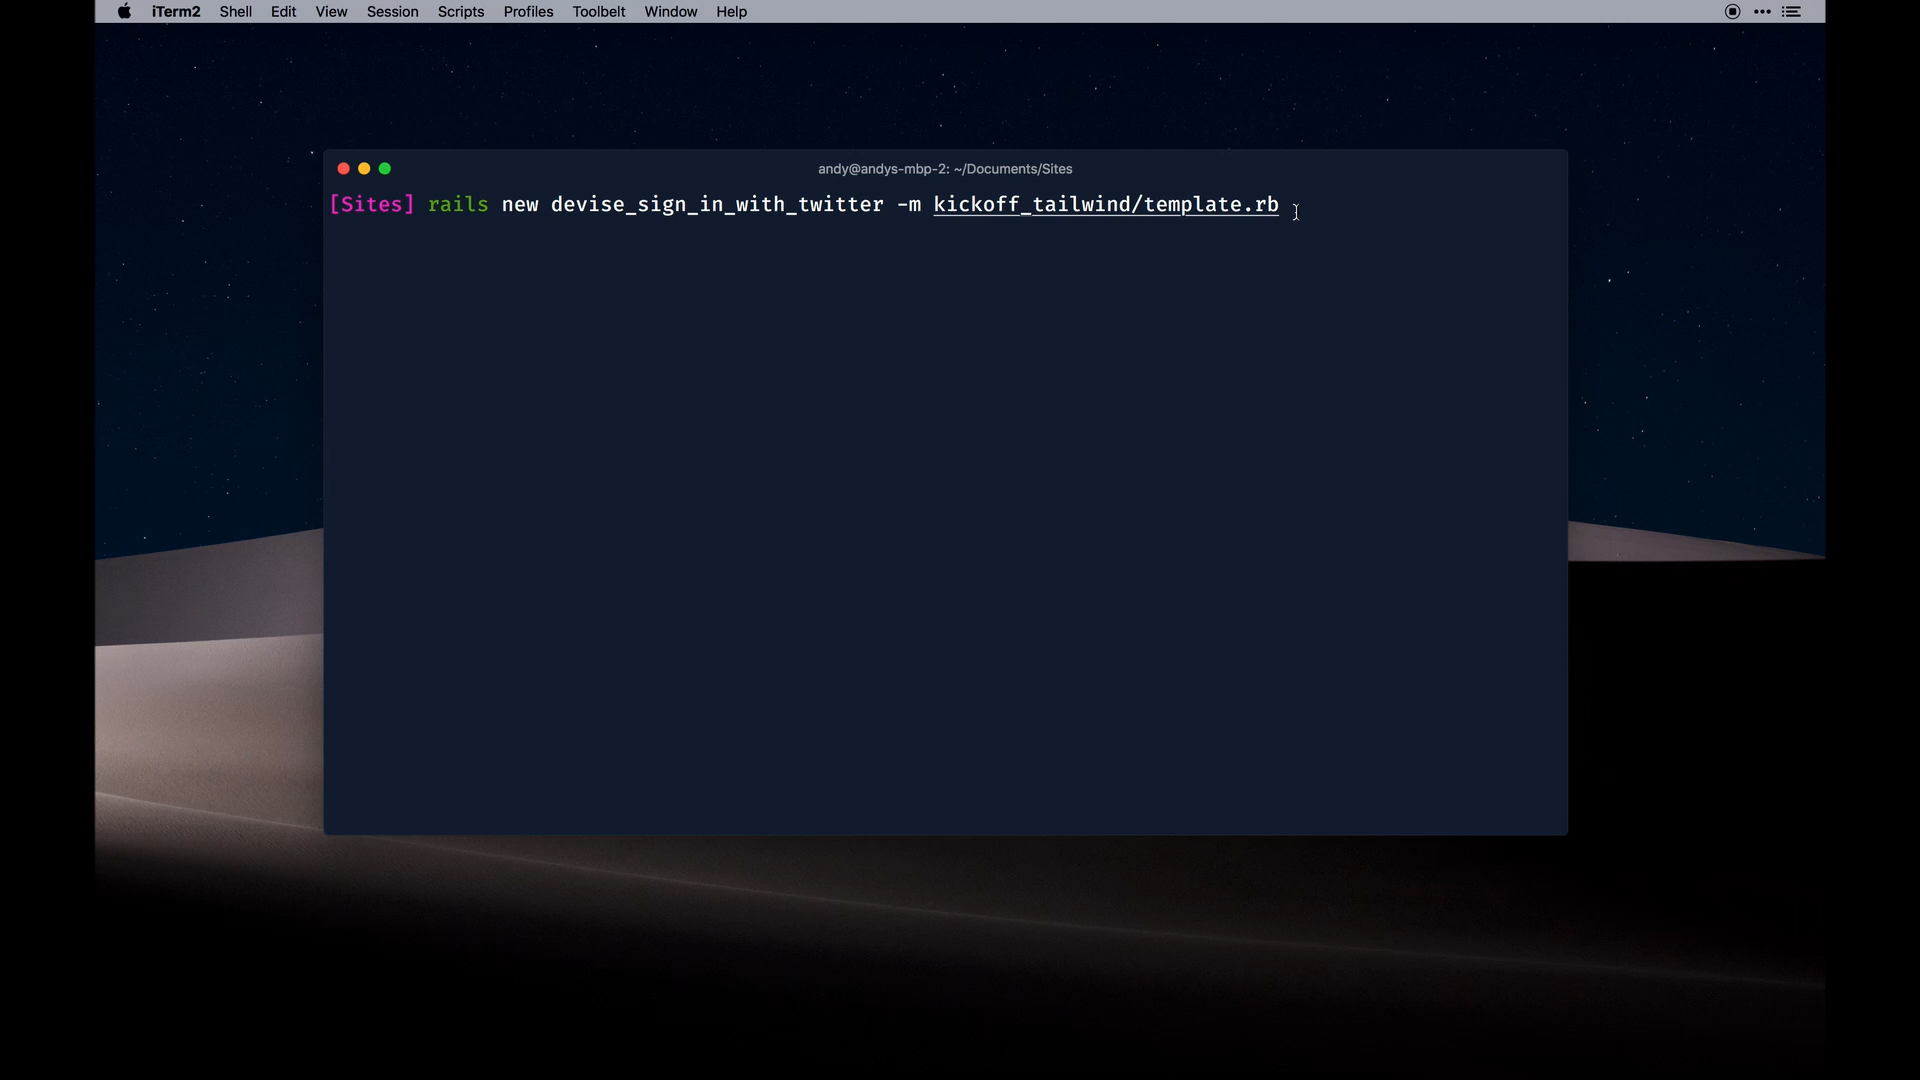 iTerm2 Shell Edit View Session Scripts Profiles Toolbelt Window Help
andy@andys-mbp-2: ~/Documents/Sites
[Sites] rails new devise_sign_in_with_twitter -m kickoff_tailwind/template.rb